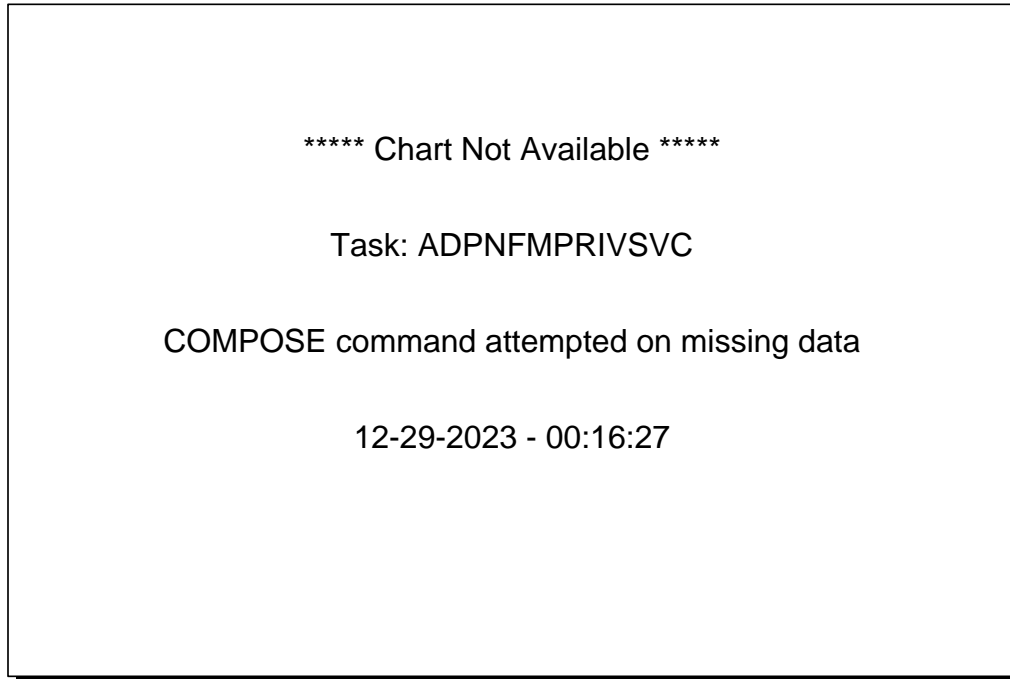 ***** Chart Not Available *****
Task: ADPNFMPRIVSVC
COMPOSE command attempted on missing data
12-29-2023 - 00:16:27